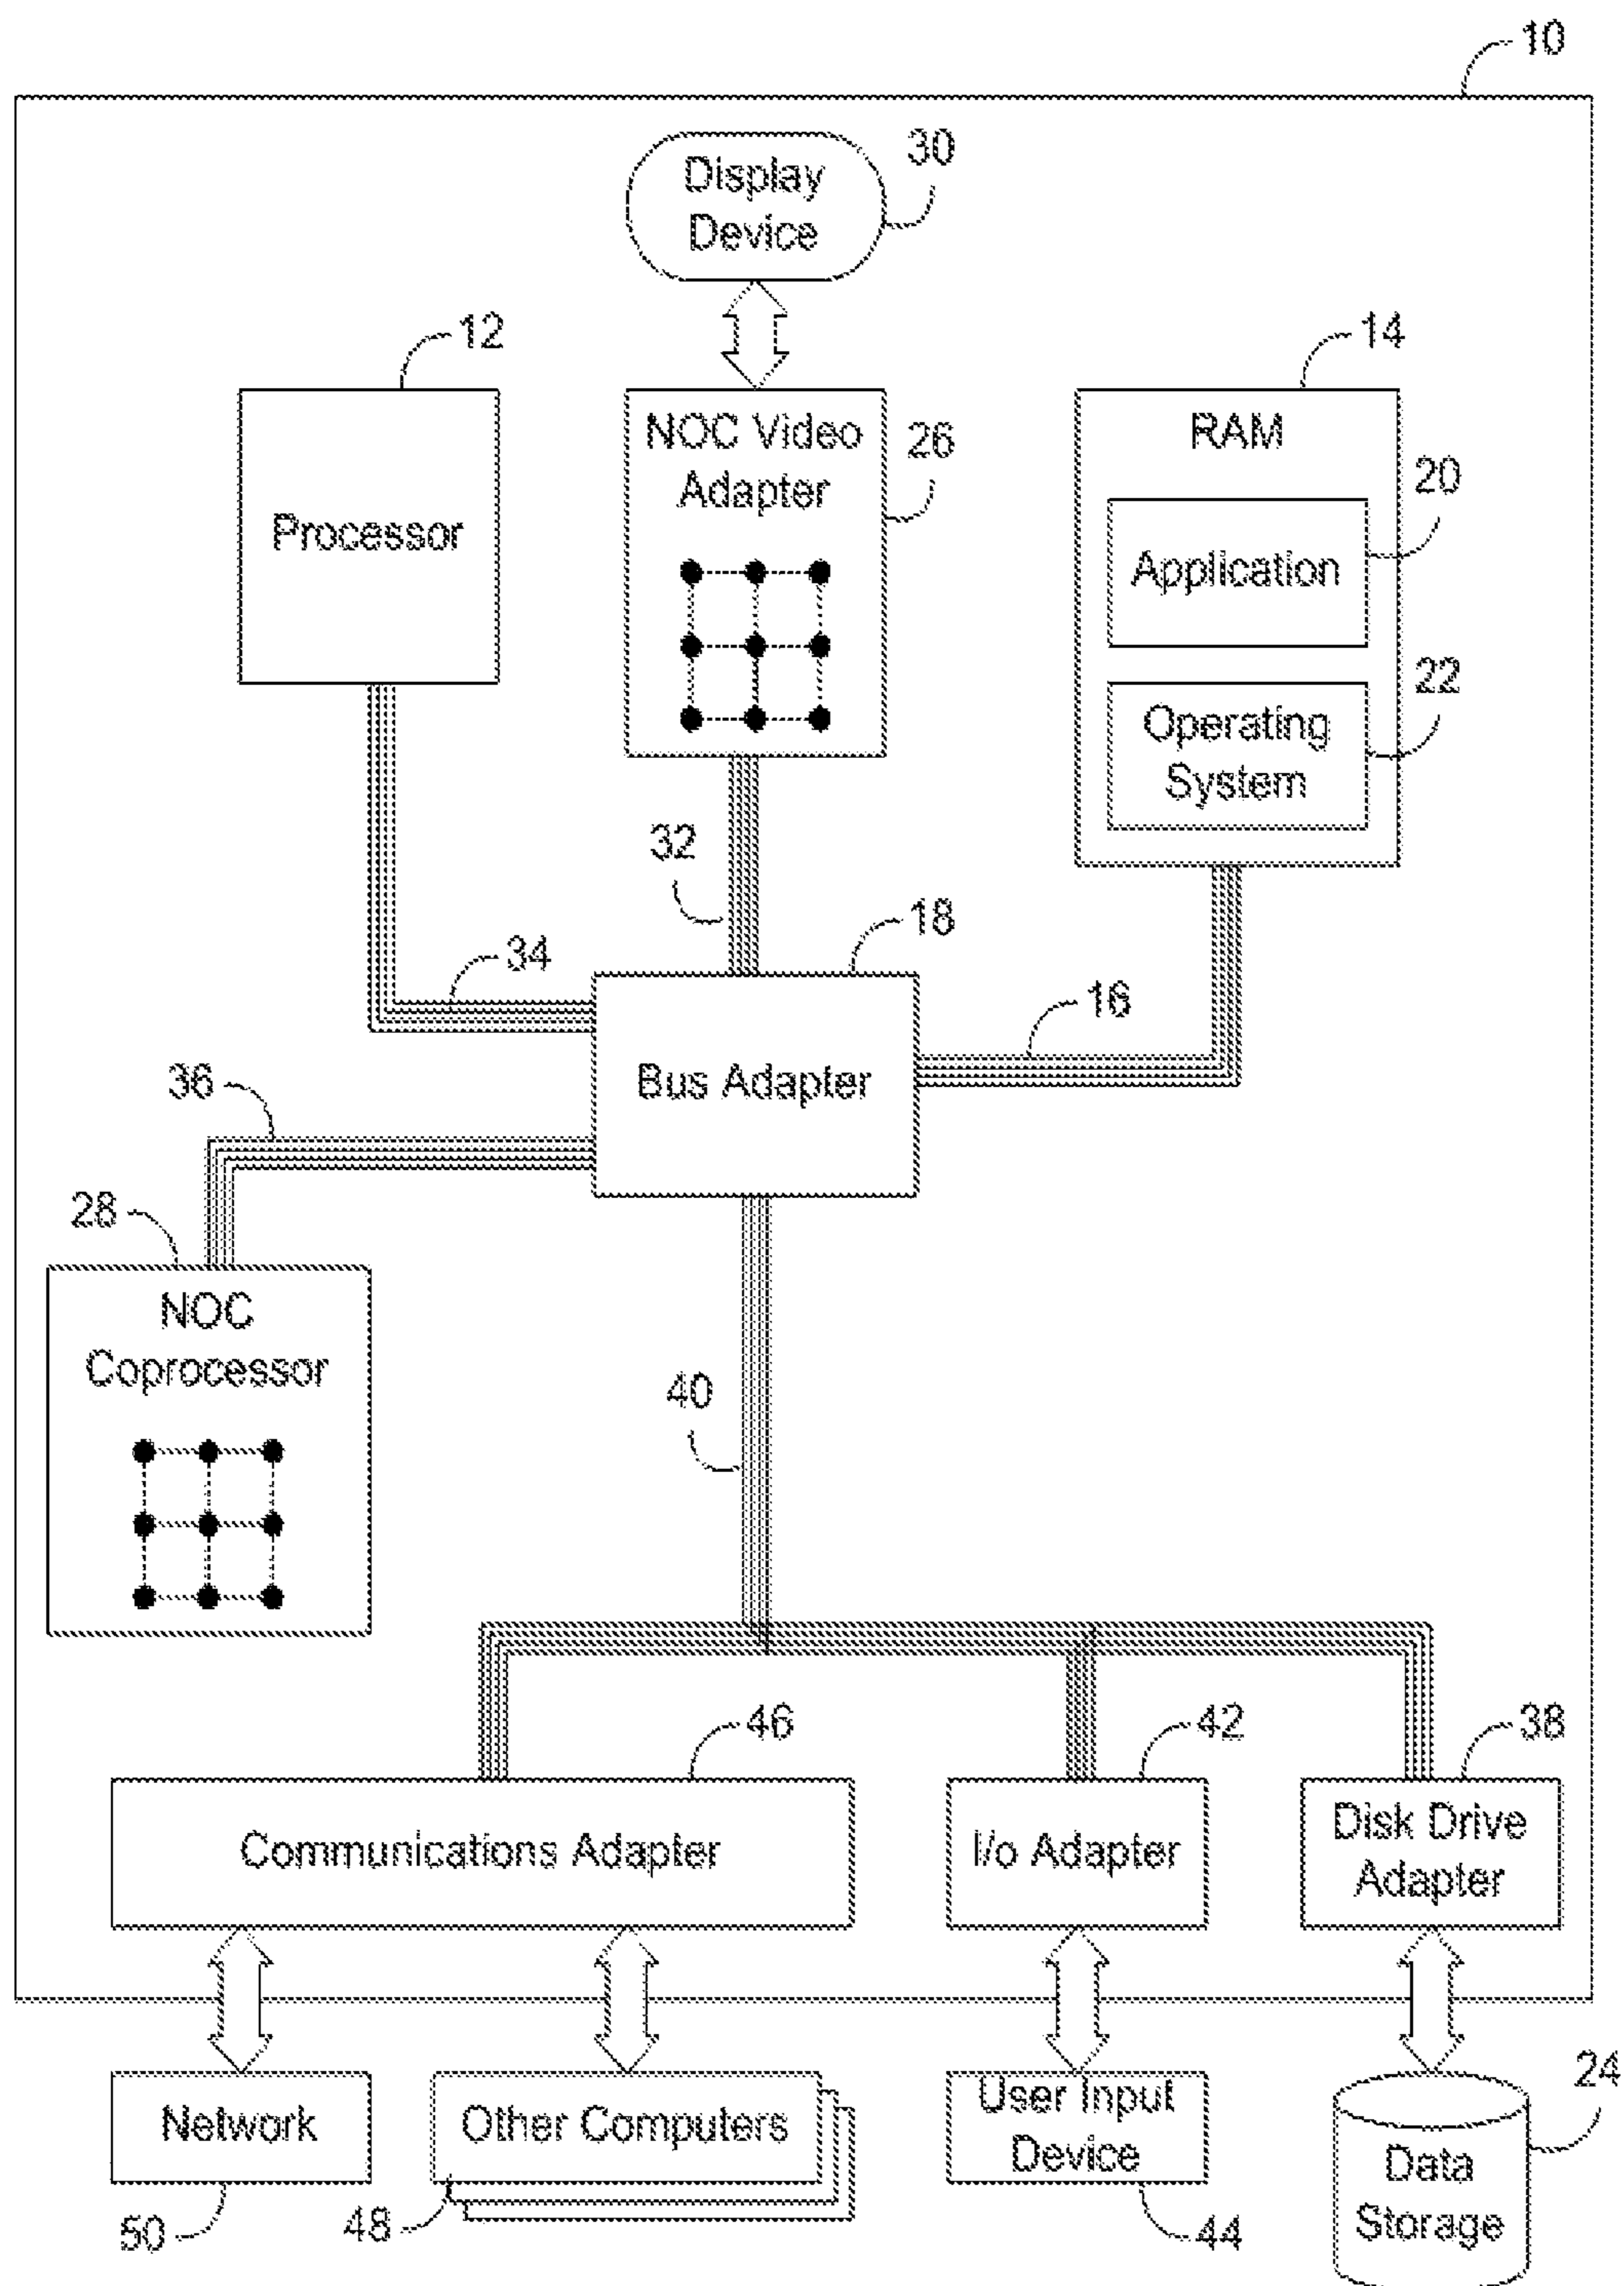 10
Display
Device
30
12
14
Processor
NOC Video
Adapter
26
RAM
20
Application
22
Operating
System
32
18
34
16
Bus Adapter
36
28
NOC
Coprocessor
40
46
42
38
Communications Adapter
I/o Adapter
Disk Drive
Adapter
24
Network
Other Computers
User Input
Device
Data
Storage
50
48
44